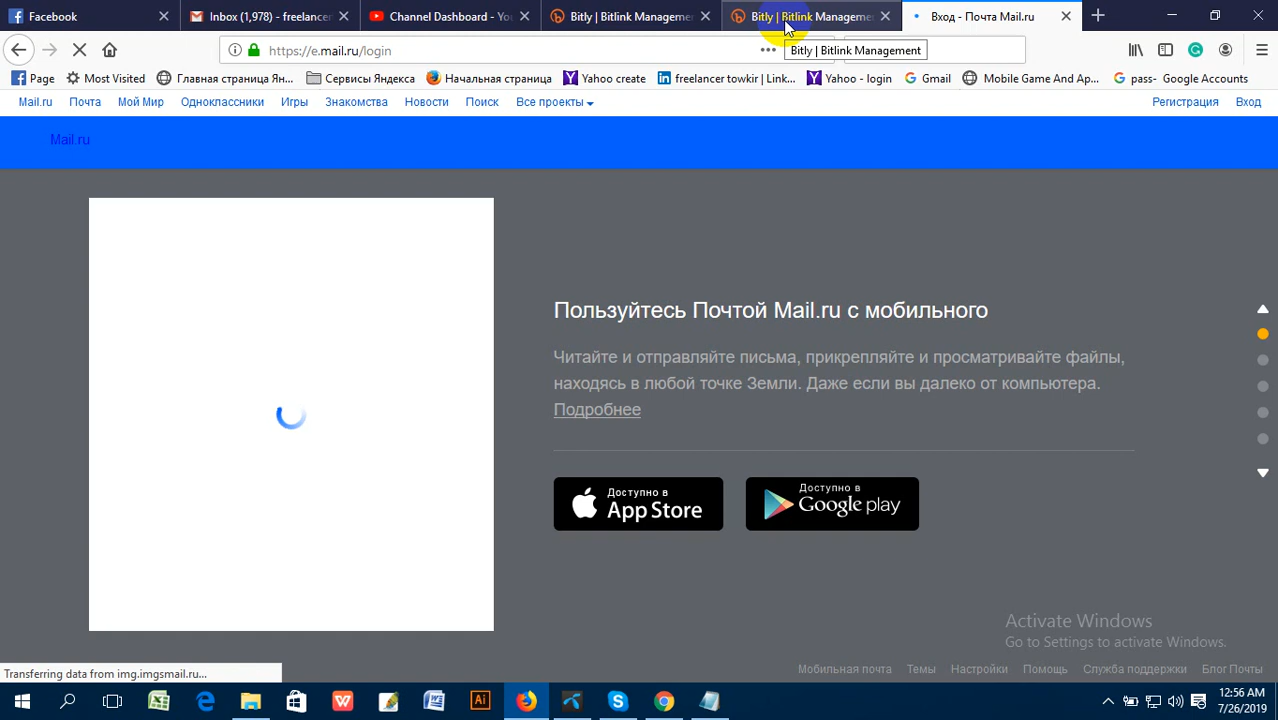 Facebook
Inbox (1,978) - freelancer
Channel Dashboard - Yo
Bitly | Bitlink Manageme
Bitly | Bitlink Manageme
Вход - Почта Mail.ru
https://e.mail.ru/login
Bitly | Bitlink Management
Page
Most Visited
Главная страница Ян...
Сервисы Яндекса
Начальная страница
Yahoo create
freelancer towkir | Link...
Yahoo - login
Gmail
Mobile Game And Ap...
pass- Google Accounts
Mail.ru Почта Мой Мир Одноклассники Игры Знакомства Новости Поиск Все проекты
Регистрация Вход
Mail.ru
Пользуйтесь Почтой Mail.ru с мобильного
Читайте и отправляйте письма, прикрепляйте и просматривайте файлы,
находясь в любой точке Земли. Даже если вы далеко от компьютера.
Подробнее
Доступно в
App Store
Доступно в
Google play
Activate Windows
Go to Settings to activate Windows.
Transferring data from img.imgsmail.ru...
Мобильная почта Темы Настройки Помощь Служба поддержки Блог Почты
12:56 AM
7/26/2019